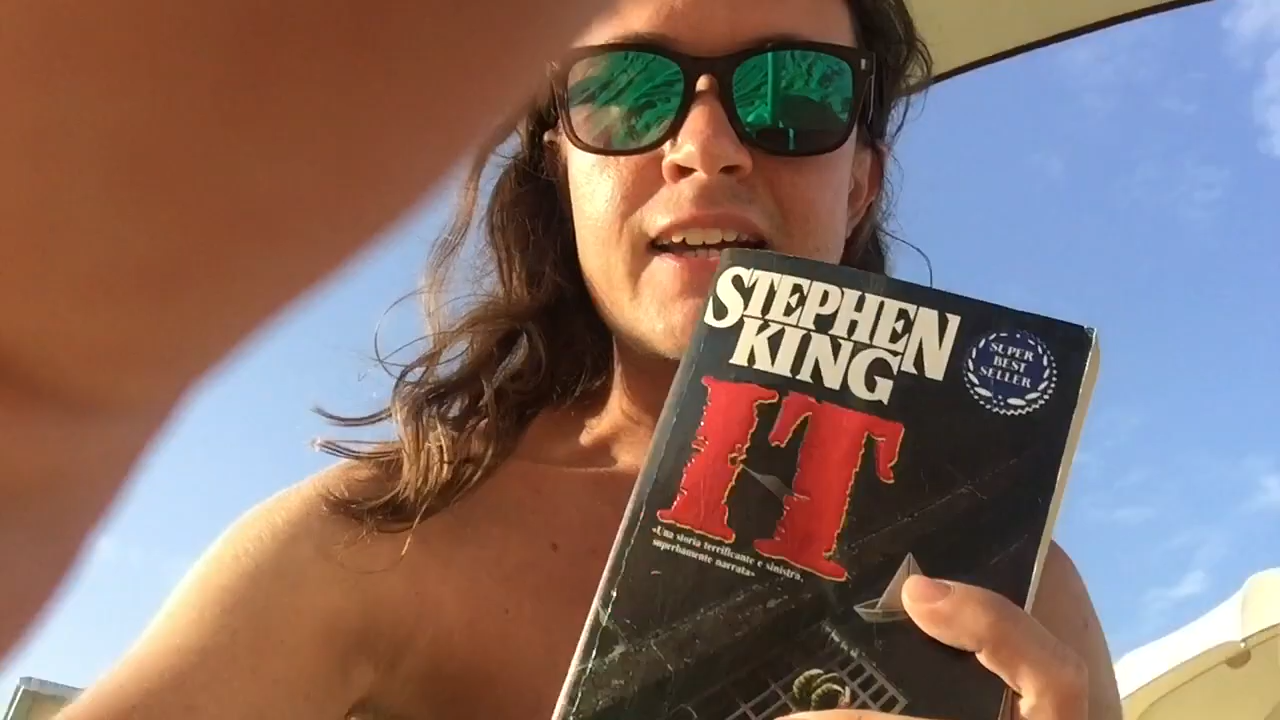 STEPHEN
KING
SUPER
BEST
SELLER
IT
«Una storia terrificante e sinistra,
superbamente narrata»